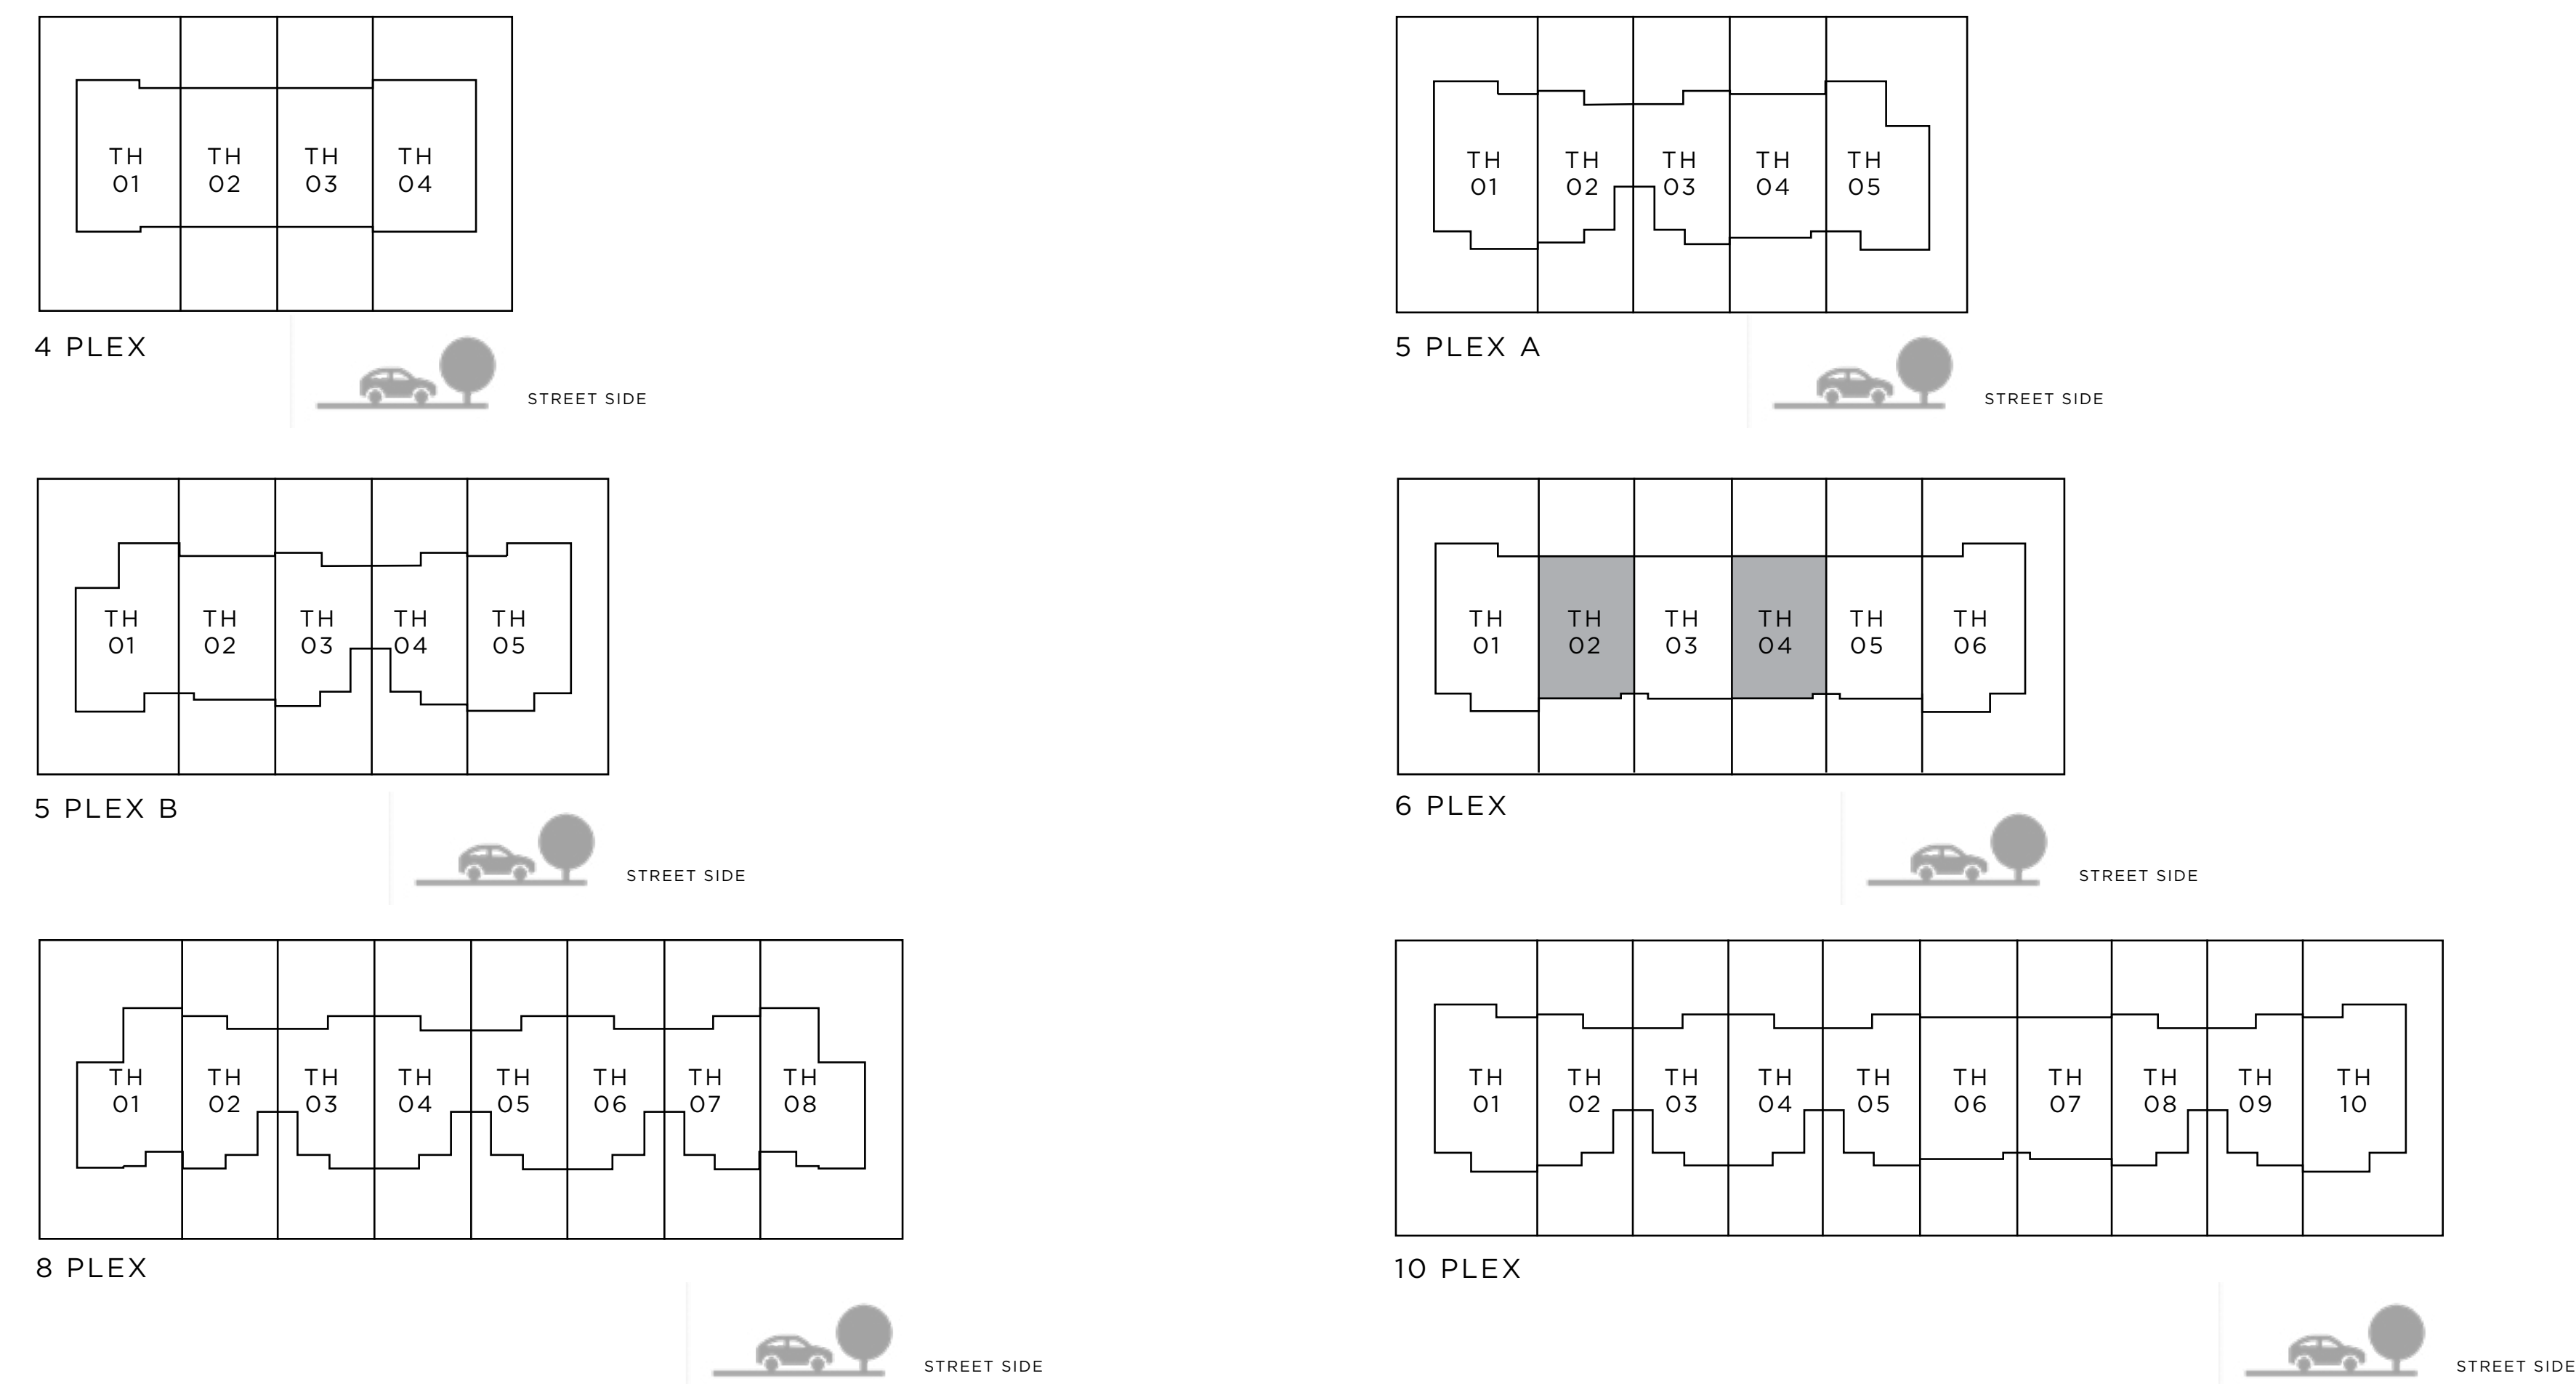 TH TH TH TH
01 02 03 04
4 PLEX
STREET SIDE
TH TH TH TH TH
01 02 03 04 05
5 PLEX A
STREET SIDE
TH TH TH TH TH
01 02 03 04 05
5 PLEX B
STREET SIDE
TH TH TH TH TH TH
01 02 03 04 05 06
6 PLEX
STREET SIDE
TH TH TH TH TH TH TH TH
01 02 03 04 05 06 07 08
8 PLEX
STREET SIDE
TH TH TH TH TH TH TH TH TH TH
01 02 03 04 05 06 07 08 09 10
10 PLEX
STREET SIDE